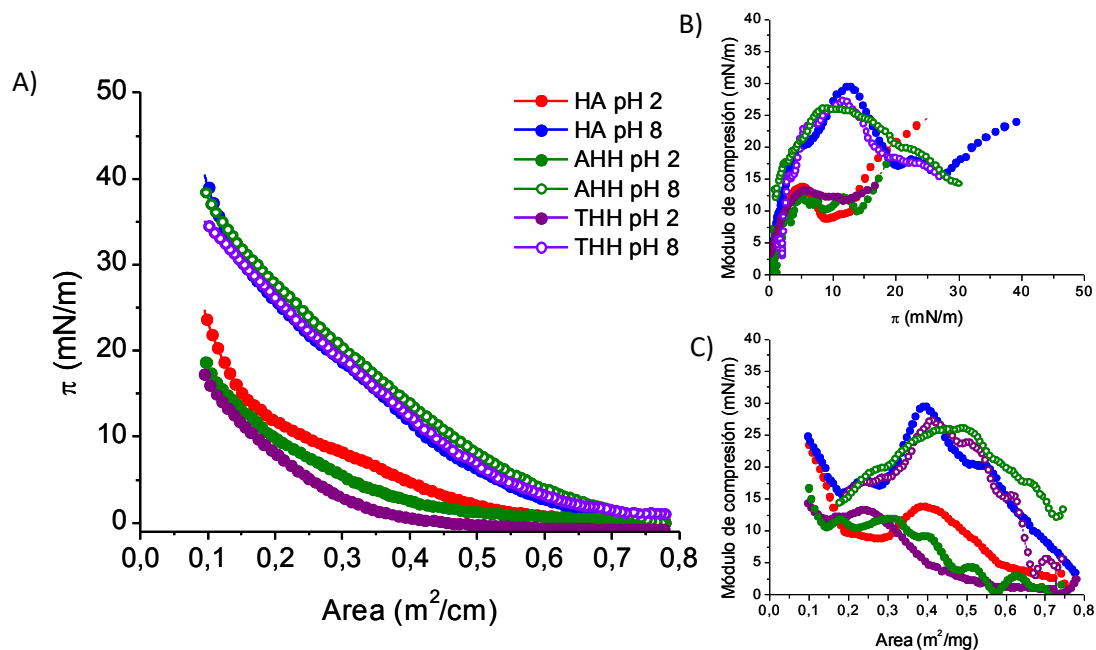 A)
50
40
30
20
10
0
π (mN/m)
0,0 0,1 0,2 0,3 0,4 0,5 0,6 0,7 0,8
Area (m²/cm)
HA pH 2
HA pH 8
AHH pH 2
AHH pH 8
THH pH 2
THH pH 8
B)
Módulo de compresión (mN/m)
40
35
30
25
20
15
10
5
0
0 10 20 30 40 50
π (mN/m)
C)
Módulo de compresión (mN/m)
40
35
30
25
20
15
10
5
0
0,0 0,1 0,2 0,3 0,4 0,5 0,6 0,7 0,8
Area (m²/mg)